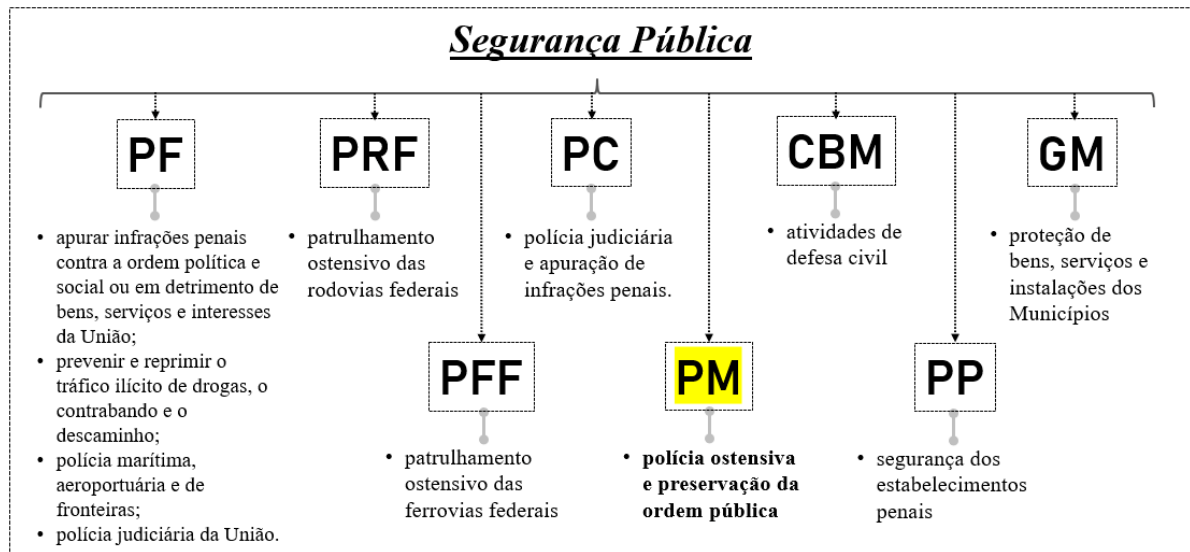 Segurança Pública
PF
• apurar infrações penais
contra a ordem política e
social ou em detrimento de
bens, serviços e interesses
da União;
• prevenir e reprimir o
tráfico ilícito de drogas, o
contrabando e o
descaminho;
• polícia marítima,
aeroportuária e de
fronteiras;
• polícia judiciária da União.
PRF
• patrulhamento
ostensivo das
rodovias federais
PFF
• patrulhamento
ostensivo das
ferrovias federais
PC
• polícia judiciária
e apuração de
infrações penais.
PM
• polícia ostensiva
e preservação da
ordem pública
CBM
• atividades de
defesa civil
PP
• segurança dos
estabelecimentos
penais
GM
• proteção de
bens, serviços e
instalações dos
Municípios